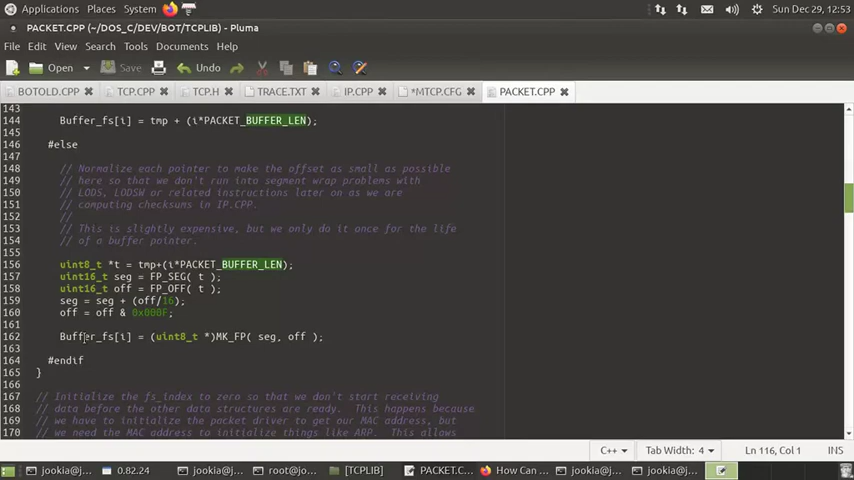 Applications Places System Sun Dec 29, 12:53
PACKET.CPP (~/DOS_C/DEV/BOT/TCPLIB) - Pluma
File Edit View Search Tools Documents Help
Open Save Undo
BOTOLD.CPP TCP.CPP TCP.H TRACE.TXT IP.CPP *MTCP.CFG PACKET.CPP
143
144 Buffer_fs[i] = tmp + (i*PACKET_BUFFER_LEN);
145
146 #else
147
148 // Normalize each pointer to make the offset as small as possible
149 // here so that we don't run into segment wrap problems with
150 // LODS, LODSW or related instructions later on as we are
151 // computing checksums in IP.CPP.
152 //
153 // This is slightly expensive, but we only do it once for the life
154 // of a buffer pointer.
155
156 uint8_t *t = tmp+(i*PACKET_BUFFER_LEN);
157 uint16_t seg = FP_SEG( t );
158 uint16_t off = FP_OFF( t );
159 seg = seg + (off/16);
160 off = off & 0x000F;
161
162 Buffer_fs[i] = (uint8_t *)MK_FP( seg, off );
163
164 #endif
165 }
166
167 // Initialize the fs_index to zero so that we don't start receiving
168 // data before the other data structures are ready. This happens because
169 // we have to initialize the packet driver to get our MAC address, but
170 // we need the MAC address to initialize things like ARP. This allows
C++ Tab Width: 4 Ln 116, Col 1 INS
jookia@j... 0.82.24 jookia@j... root@jo... [TCPLIB] PACKET.C... How Can ... jookia@j... jookia@j...